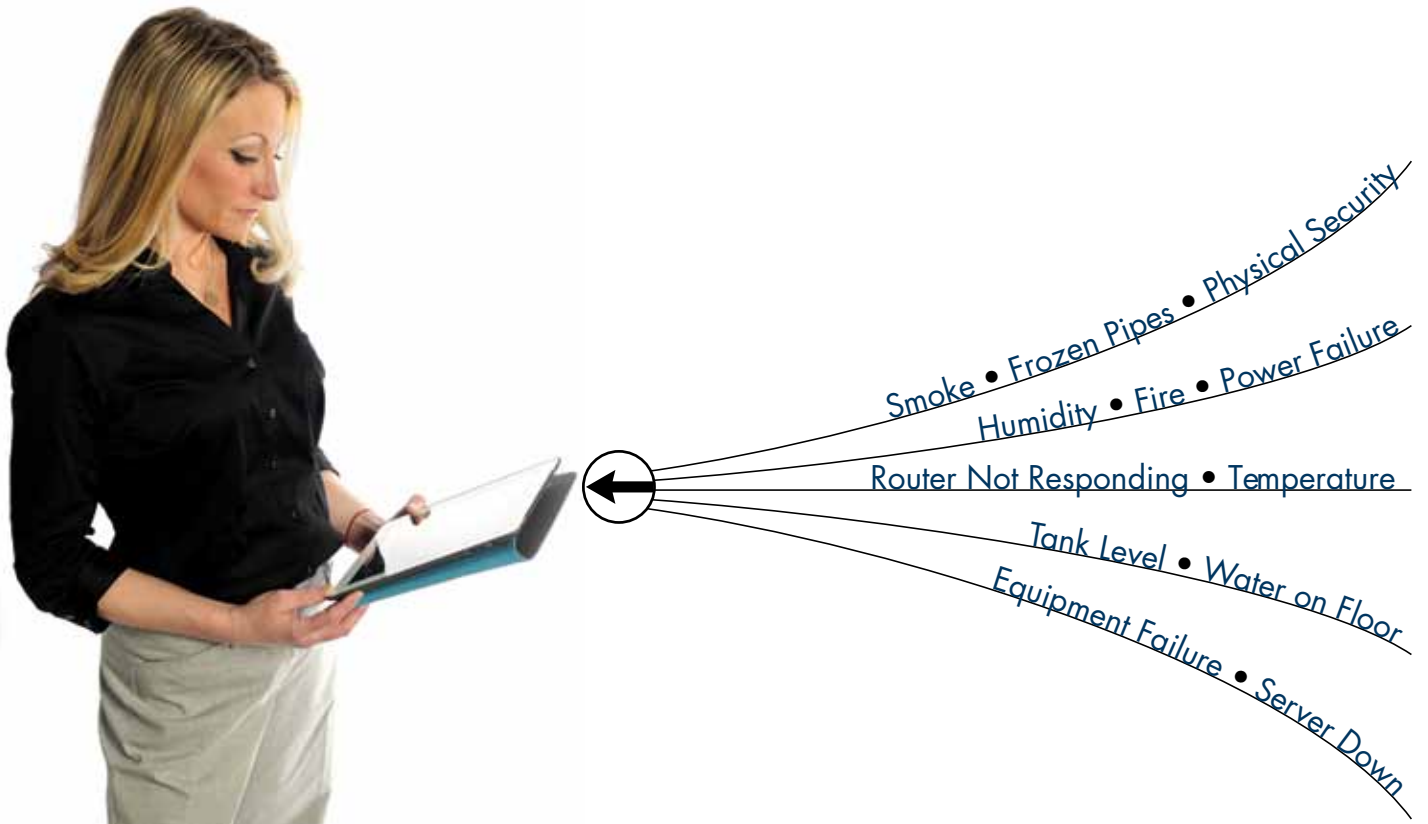 Smoke • Frozen Pipes • Physical Security
Humidity • Fire • Power Failure
Router Not Responding • Temperature
Tank Level • Water on Floor
Equipment Failure • Server Down